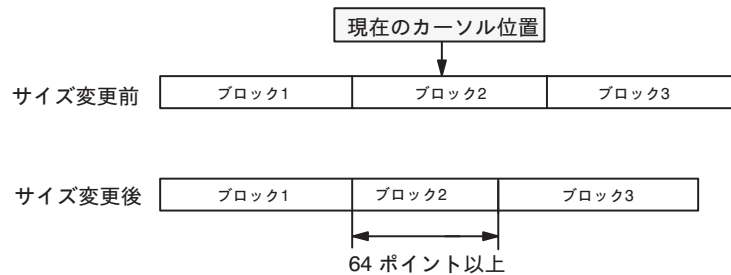 現在のカーソル位置
サイズ変更前 ブロック1 ブロック2 ブロック3
サイズ変更後 ブロック1 ブロック2 ブロック3
64 ポイント以上